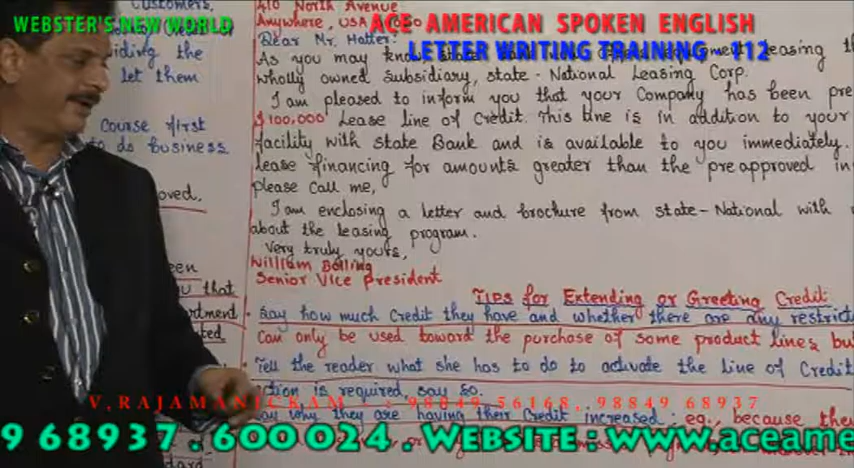 Customers,
WEBSTER'S NEW WORLD
ACE AMERICAN SPOKEN ENGLISH
LETTER WRITING TRAINING 112
the
let them
Course first
to do business
410 North Avenue
Anywhere, USA
Dear Mr. Hatter:
As you may
leasing
wholly owned subsidiary, state - National Leasing Corp.
I am pleased to inform you that your Company has been pre
$100,000 Lease line of Credit. This line is in addition to your
facility with State Bank and is available to you immediately.
lease financing for amounts greater than the preapproved in
please call me,
I am enclosing a letter and brochure from state-National with
about the leasing program.
Very truly yours,
William Bolling
Senior Vice President
that
TIPS for Extending or Greeting Credit
Say how much Credit they have and whether there are any restrict
Can only be used toward the purchase of some product lines, but
Tell the reader what she has to do to activate the line of Credit
action is required, say so.
V.RAJAMANICKAM : 98849 56168., 98849 68937
Say why they are having their Credit increased: eg., because the
9 68937. 600 024. WEBSITE : www.aceame